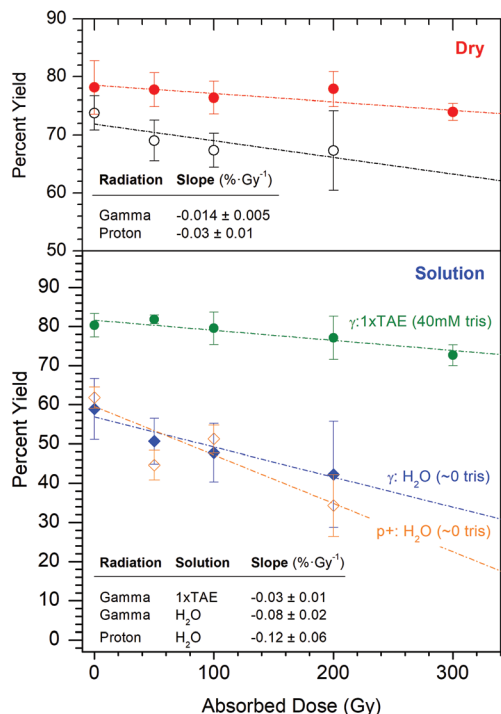 90
80
70
60
50
Percent Yield
Dry
Radiation Slope (%·Gy⁻¹)
Gamma -0.014 ± 0.005
Proton -0.03 ± 0.01
90
80
70
60
50
40
30
20
10
0
Percent Yield
Solution
γ:1xTAE (40mM tris)
γ: H₂O (~0 tris)
p+: H₂O (~0 tris)
Radiation Solution Slope (%·Gy⁻¹)
Gamma 1xTAE -0.03 ± 0.01
Gamma H₂O -0.08 ± 0.02
Proton H₂O -0.12 ± 0.06
0 100 200 300
Absorbed Dose (Gy)